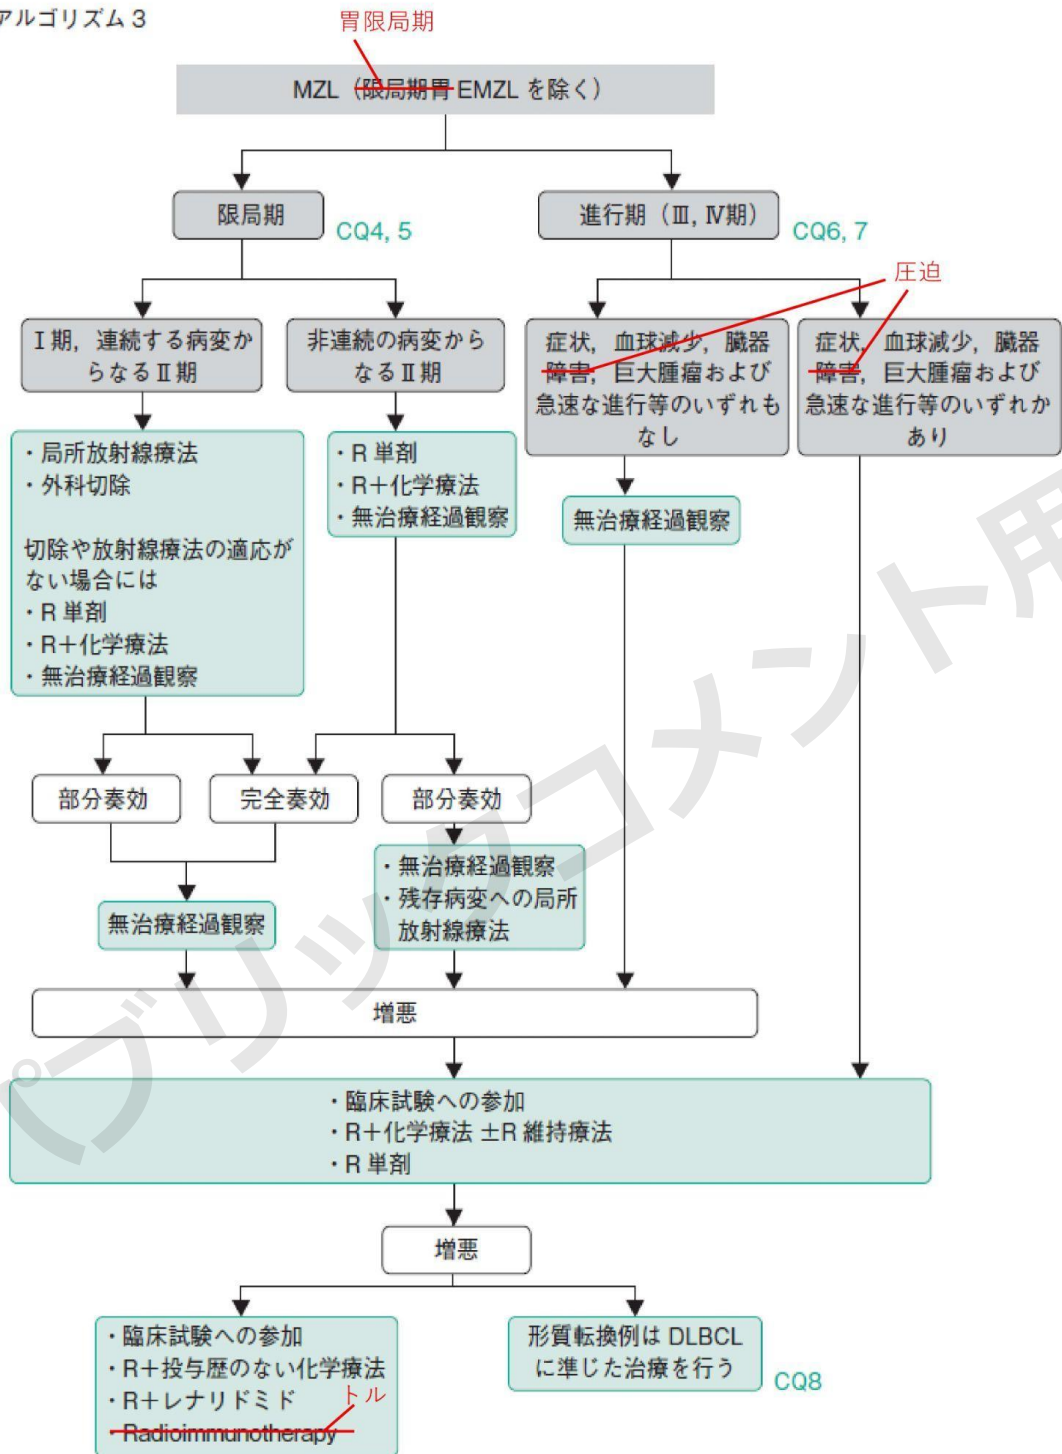 アルゴリズム 3
胃限局期
MZL（限局期胃 EMZL を除く）
限局期
CQ4, 5
進行期（Ⅲ, Ⅳ期）
CQ6, 7
圧迫
Ⅰ期，連続する病変か
らなるⅡ期
非連続の病変から
なるⅡ期
症状，血球減少，臓器
障害，巨大腫瘤および
急速な進行等のいずれも
なし
症状，血球減少，臓器
障害，巨大腫瘤および
急速な進行等のいずれか
あり
・局所放射線療法
・外科切除
切除や放射線療法の適応が
ない場合には
・R 単剤
・R＋化学療法
・無治療経過観察
・R 単剤
・R＋化学療法
・無治療経過観察
無治療経過観察
部分奏効
完全奏効
部分奏効
無治療経過観察
・無治療経過観察
・残存病変への局所
放射線療法
増悪
・臨床試験への参加
・R＋化学療法 ±R 維持療法
・R 単剤
増悪
・臨床試験への参加
・R＋投与歴のない化学療法
・R＋レナリドミド
トル
・Radioimmunotherapy
形質転換例は DLBCL
に準じた治療を行う
CQ8
パブリックコメント用